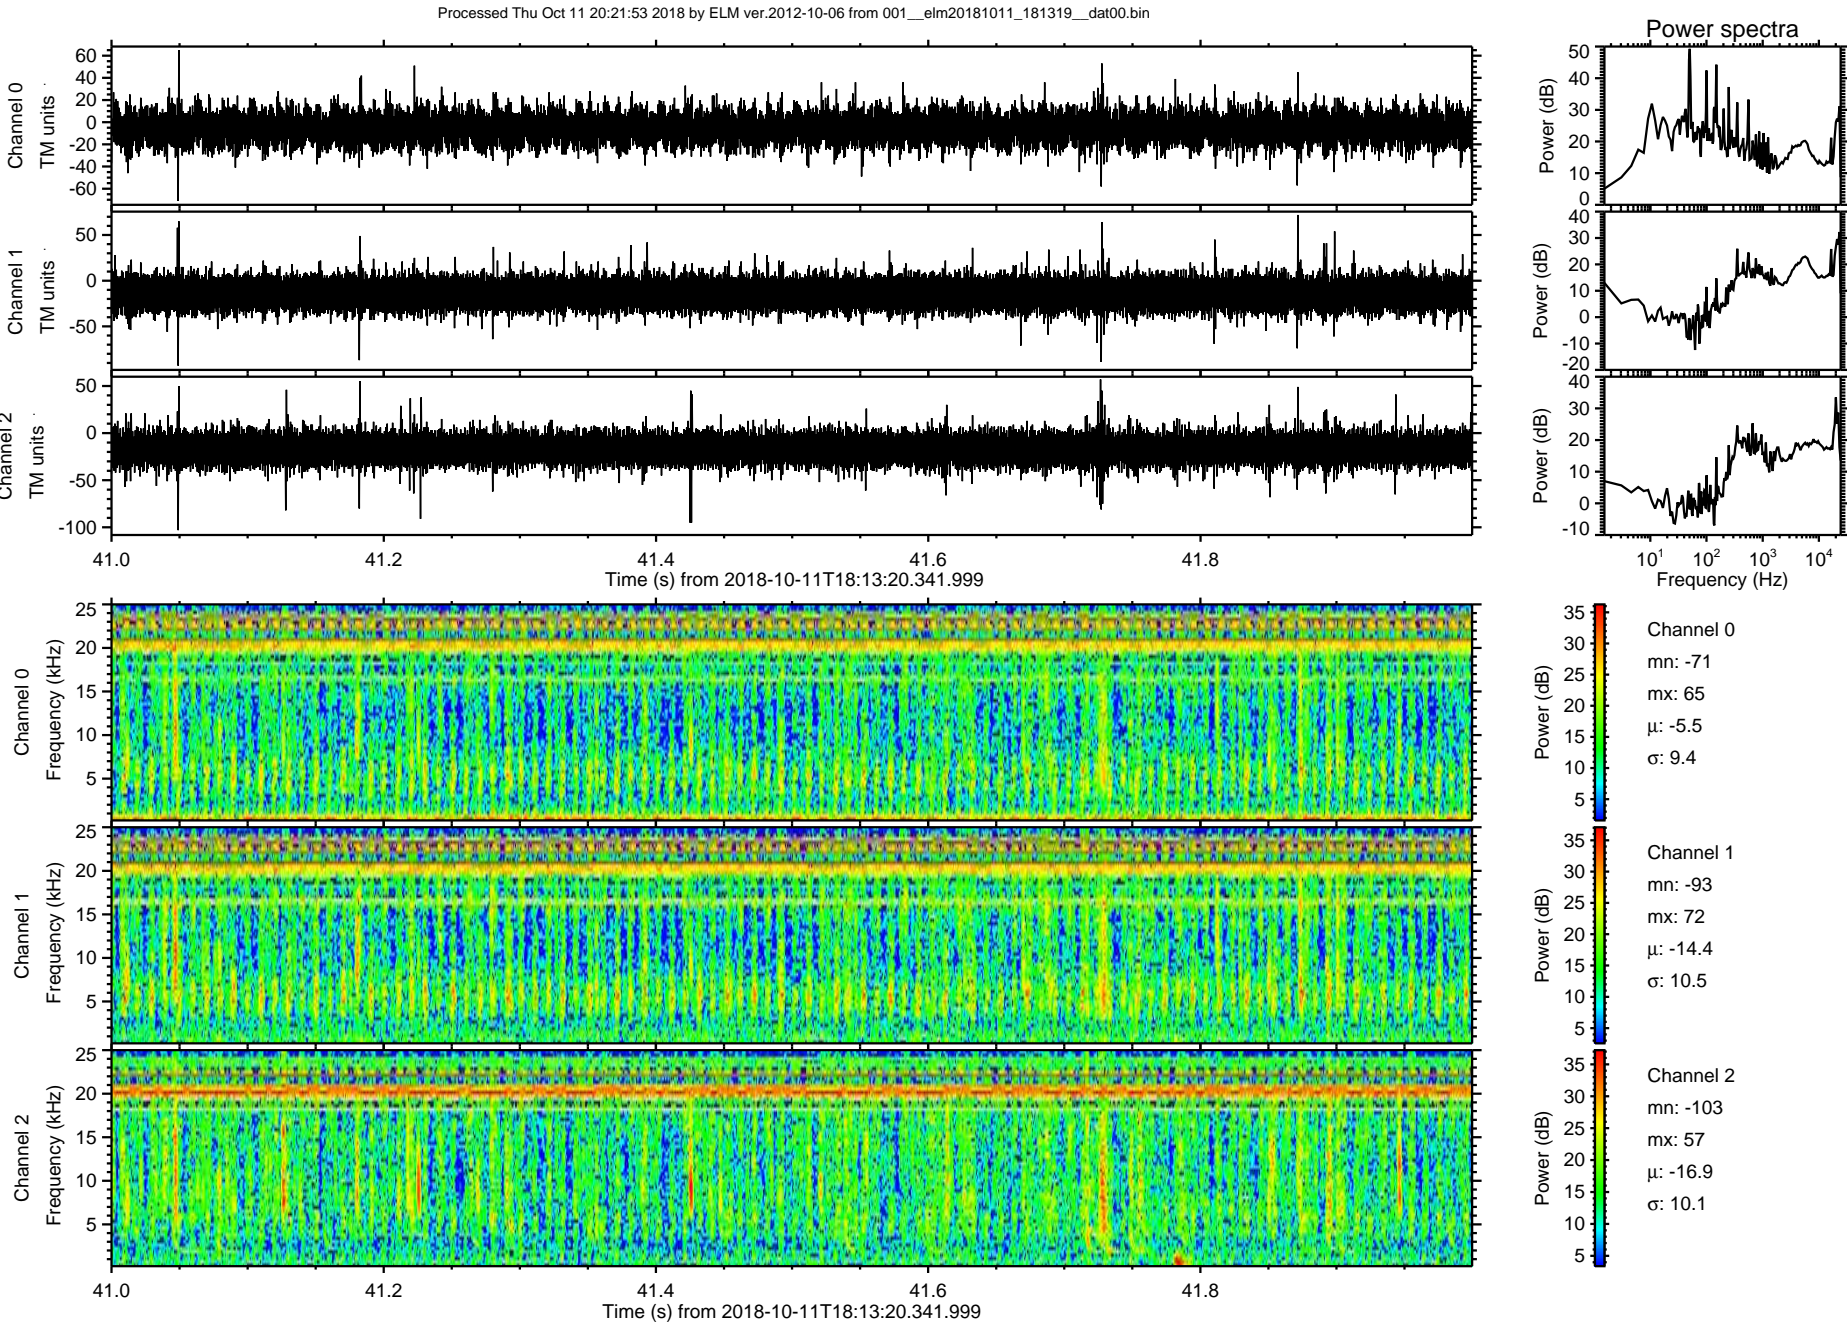 Processed Thu Oct 11 20:21:53 2018 by ELM ver.2012-10-06 from 001__elm20181011_181319__dat00.bin
Power spectra
Channel 0
TM units
60
40
20
0
-20
-40
-60
Power (dB)
50
40
30
20
10
0
Channel 1
TM units
50
0
-50
Power (dB)
40
30
20
10
0
-10
-20
Channel 2
TM units
50
0
-50
-100
Power (dB)
40
30
20
10
0
-10
41.0 41.2 41.4 41.6 41.8
Time (s) from 2018-10-11T18:13:20.341.999
10¹ 10² 10³ 10⁴
Frequency (Hz)
Channel 0
Frequency (kHz)
25
20
15
10
5
Power (dB)
35
30
25
20
15
10
5
Channel 0
mn: -71
mx: 65
μ: -5.5
σ: 9.4
Channel 1
Frequency (kHz)
25
20
15
10
5
Power (dB)
35
30
25
20
15
10
5
Channel 1
mn: -93
mx: 72
μ: -14.4
σ: 10.5
Channel 2
Frequency (kHz)
25
20
15
10
5
Power (dB)
35
30
25
20
15
10
5
Channel 2
mn: -103
mx: 57
μ: -16.9
σ: 10.1
41.0 41.2 41.4 41.6 41.8
Time (s) from 2018-10-11T18:13:20.341.999